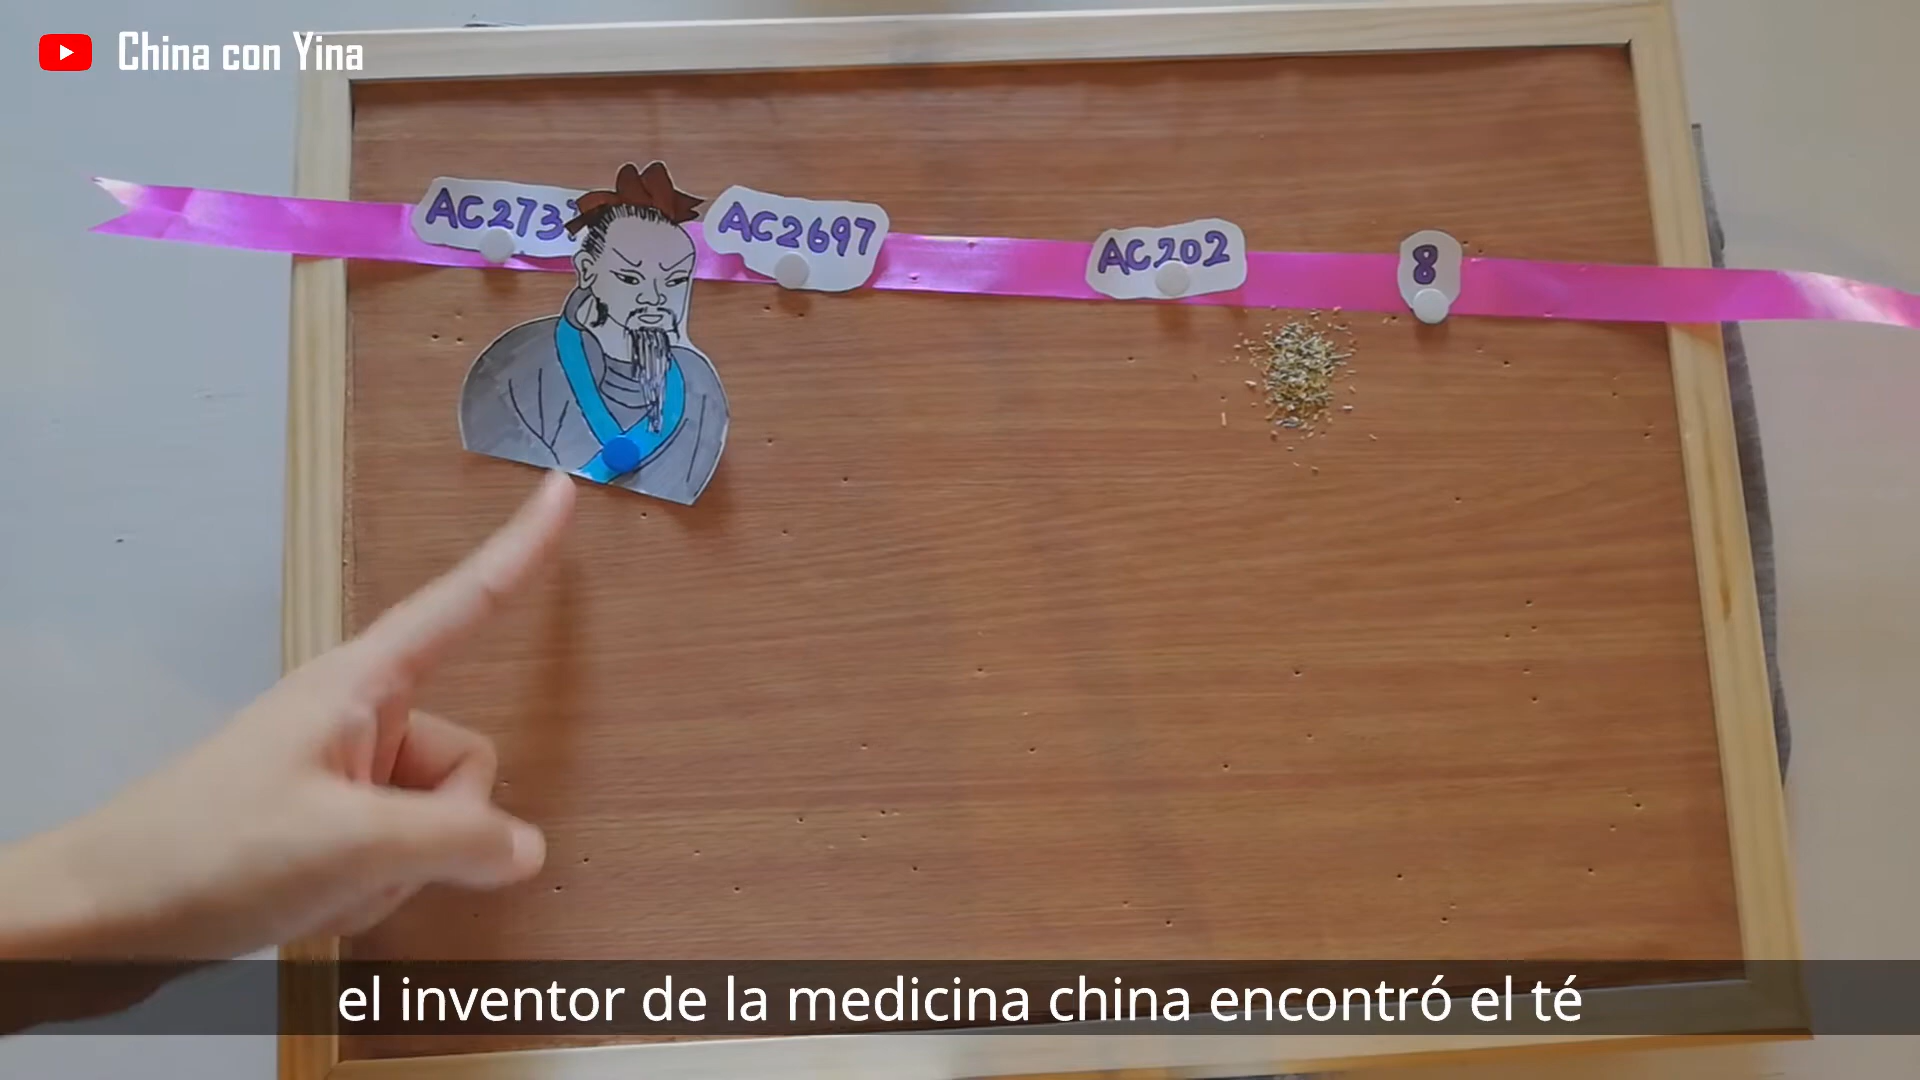 China con Yina
AC2697
AC202
8
el inventor de la medicina china encontró el té